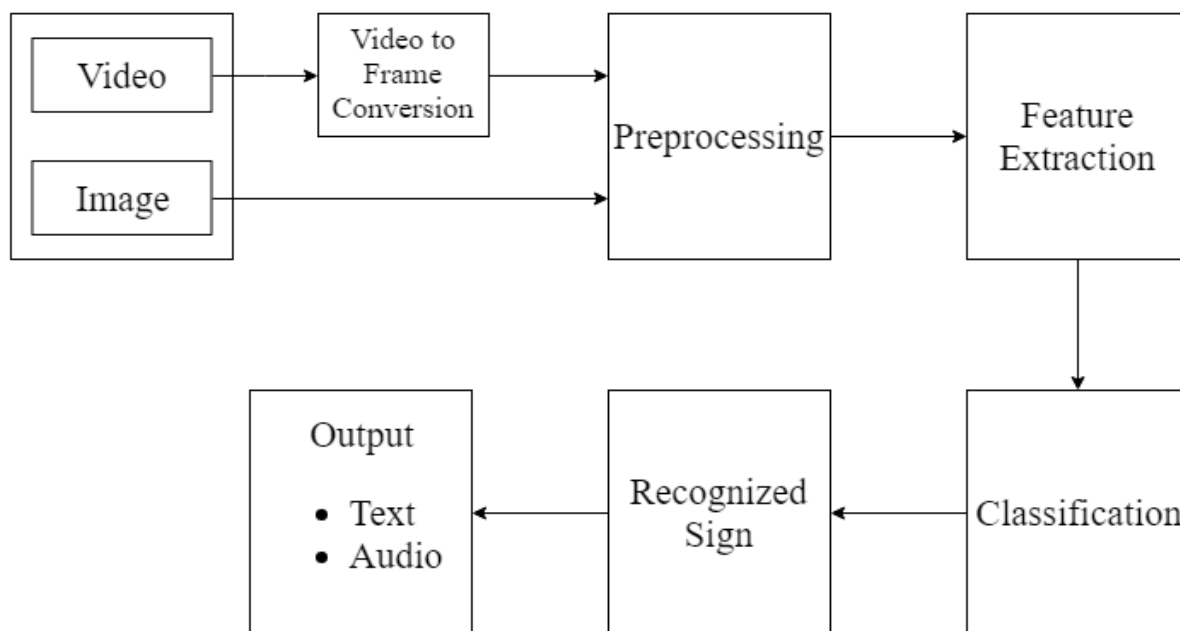 Video
Video to
Frame
Conversion
Image
Preprocessing
Feature
Extraction
Classification
Recognized
Sign
Output
• Text
• Audio